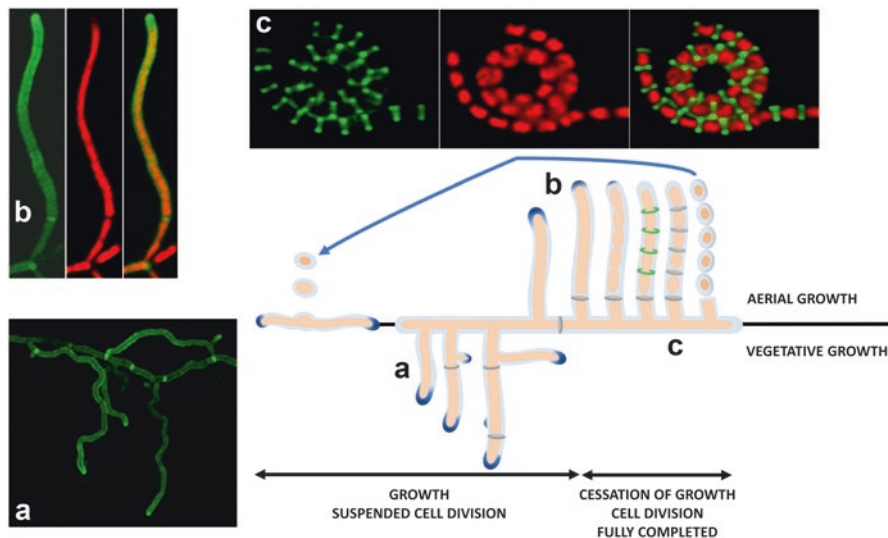 c
b
b
a
c
a
AERIAL GROWTH
VEGETATIVE GROWTH
GROWTH
SUSPENDED CELL DIVISION
CESSATION OF GROWTH
CELL DIVISION
FULLY COMPLETED